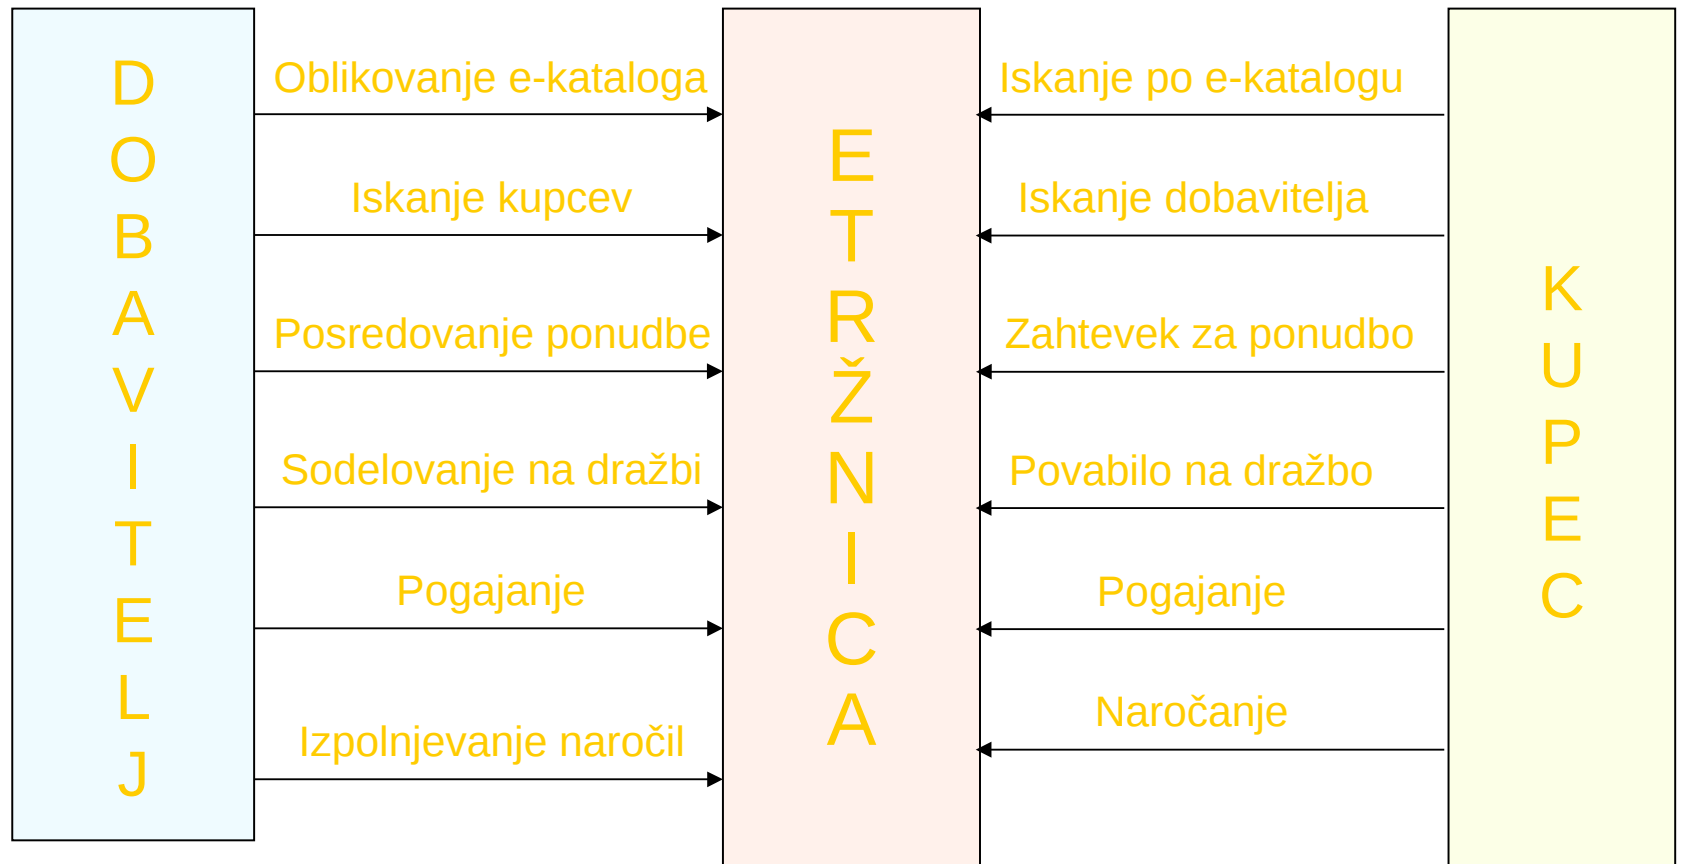 DOBAVITELJ
Oblikovanje e-kataloga
Iskanje kupcev
Posredovanje ponudbe
Sodelovanje na dražbi
Pogajanje
Izpolnjevanje naročil
ETRŽNICA
Iskanje po e-katalogu
Iskanje dobavitelja
Zahtevek za ponudbo
Povabilo na dražbo
Pogajanje
Naročanje
KUPEC